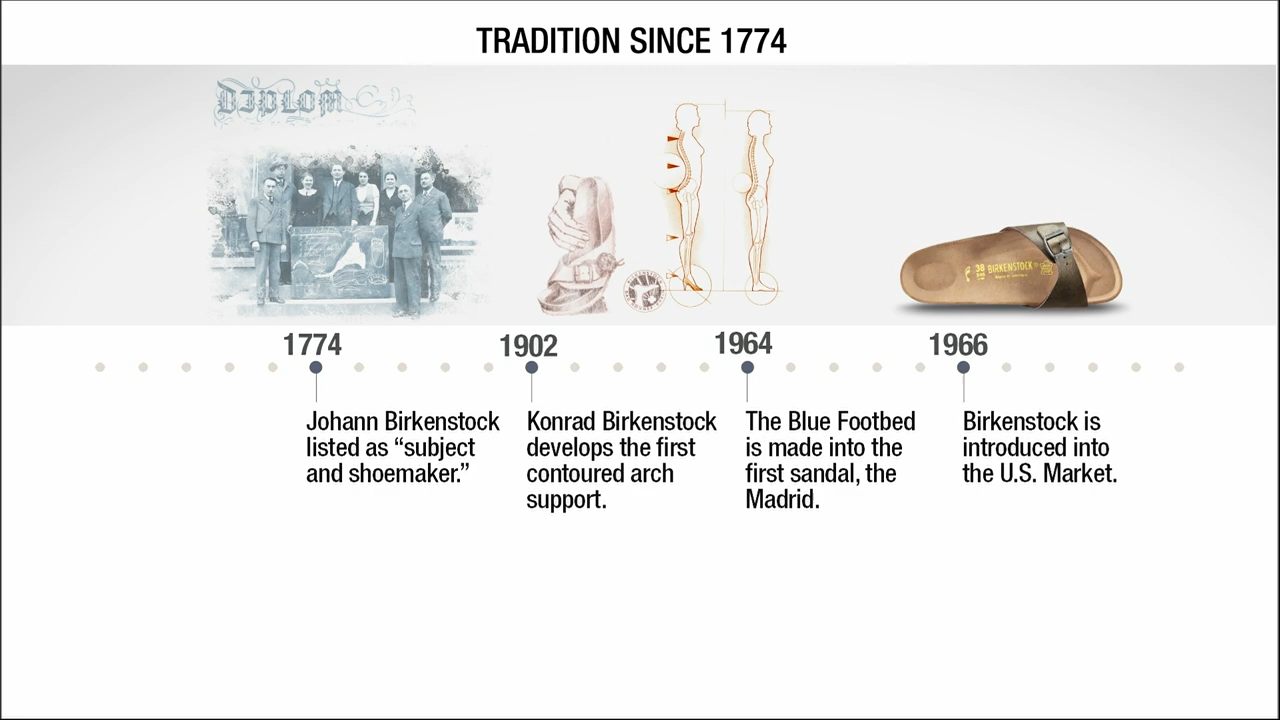 TRADITION SINCE 1774
Diplom
38
BIRKENSTOCK
1774
1902
1964
1966
Johann Birkenstock
listed as “subject
and shoemaker.”
Konrad Birkenstock
develops the first
contoured arch
support.
The Blue Footbed
is made into the
first sandal, the
Madrid.
Birkenstock is
introduced into
the U.S. Market.